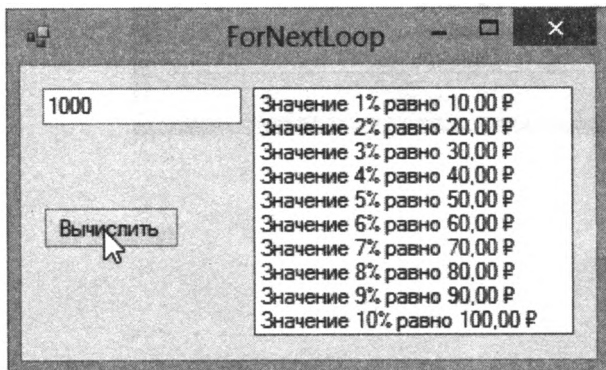 ForNextLoop
1000
Вычислить
Значение 1% равно 10,00 ₽
Значение 2% равно 20,00 ₽
Значение 3% равно 30,00 ₽
Значение 4% равно 40,00 ₽
Значение 5% равно 50,00 ₽
Значение 6% равно 60,00 ₽
Значение 7% равно 70,00 ₽
Значение 8% равно 80,00 ₽
Значение 9% равно 90,00 ₽
Значение 10% равно 100,00 ₽